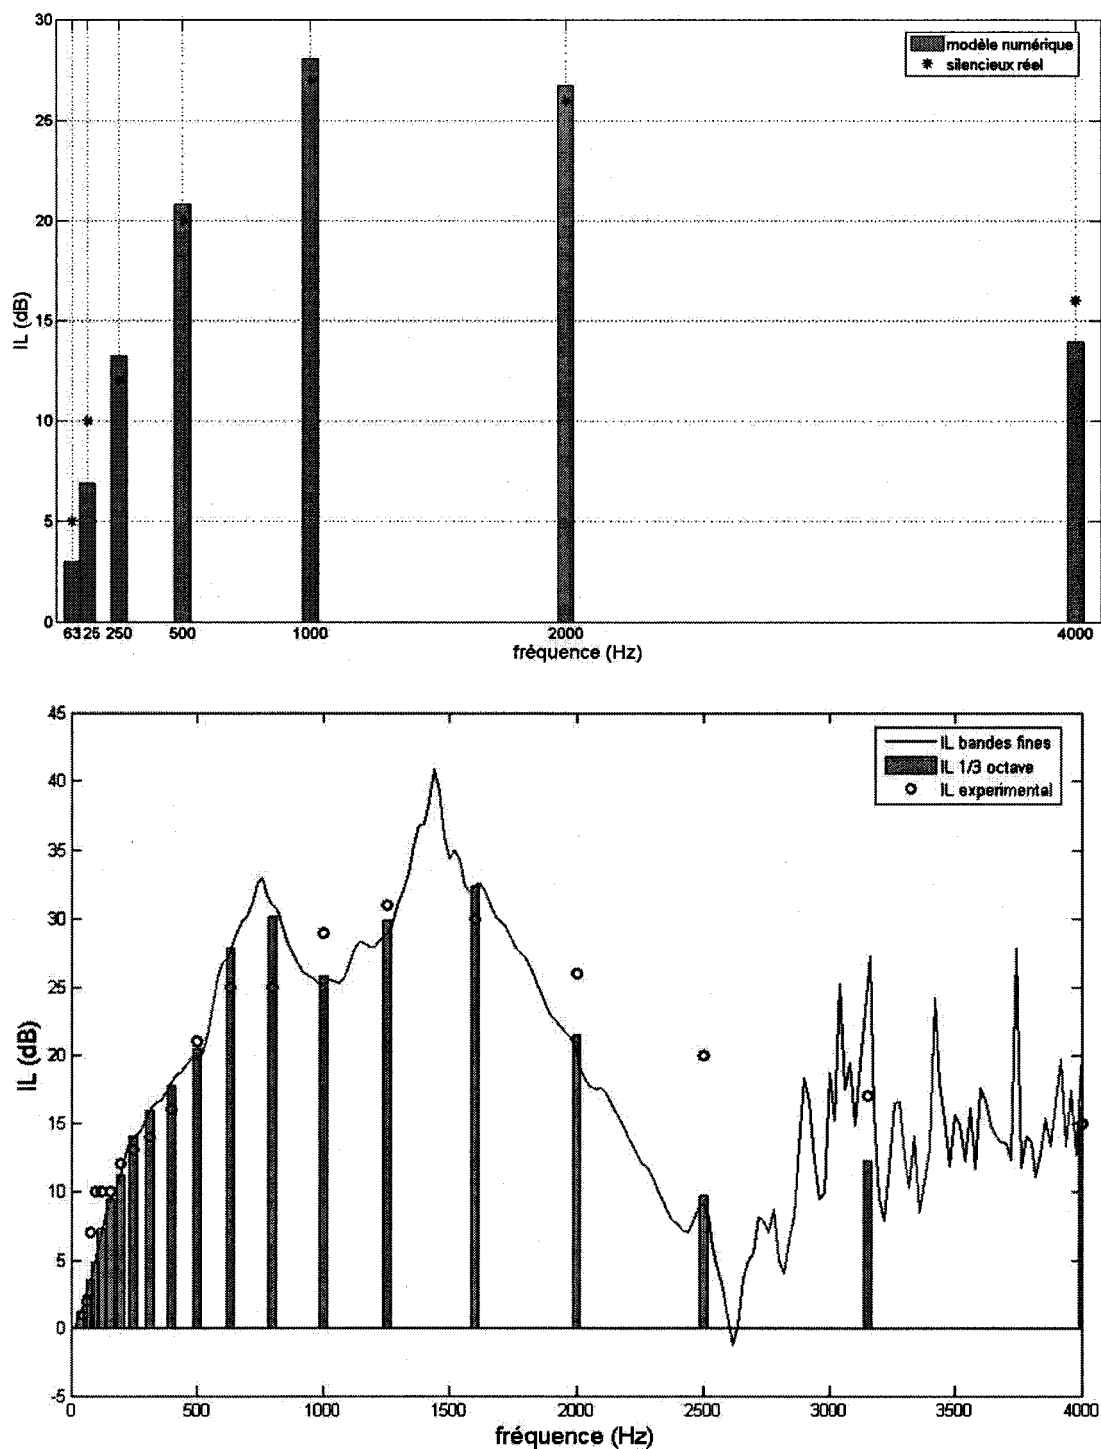 30
25
20
15
10
5
0
IL (dB)
modèle numérique
silencieux réel
63 125 250 500 1000 2000 4000
fréquence (Hz)
45
40
35
30
25
20
15
10
5
0
-5
IL (dB)
IL bandes fines
IL 1/3 octave
IL experimental
0 500 1000 1500 2000 2500 3000 3500 4000
fréquence (Hz)